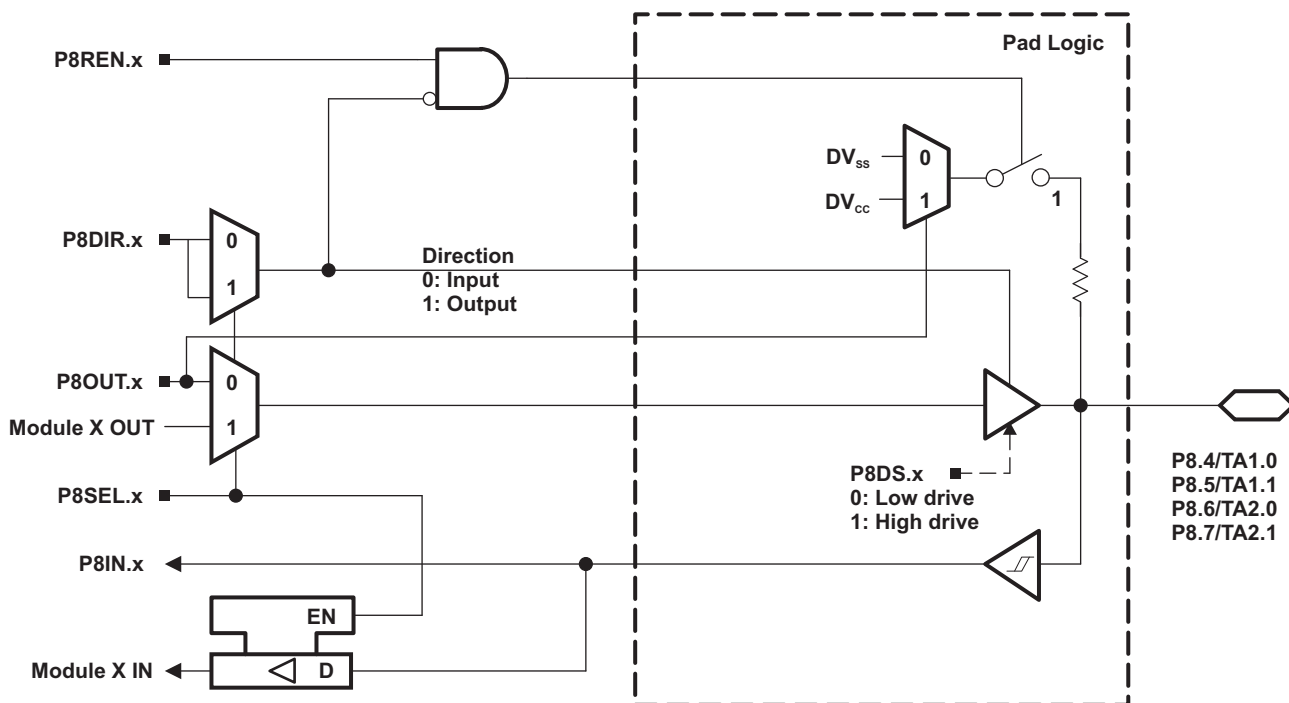 Pad Logic
P8REN.x
DVSS
0
DVCC
1
1
P8DIR.x
0
1
Direction
0: Input
1: Output
P8OUT.x
0
Module X OUT
1
P8DS.x
0: Low drive
1: High drive
P8.4/TA1.0
P8.5/TA1.1
P8.6/TA2.0
P8.7/TA2.1
P8SEL.x
P8IN.x
EN
Module X IN
D